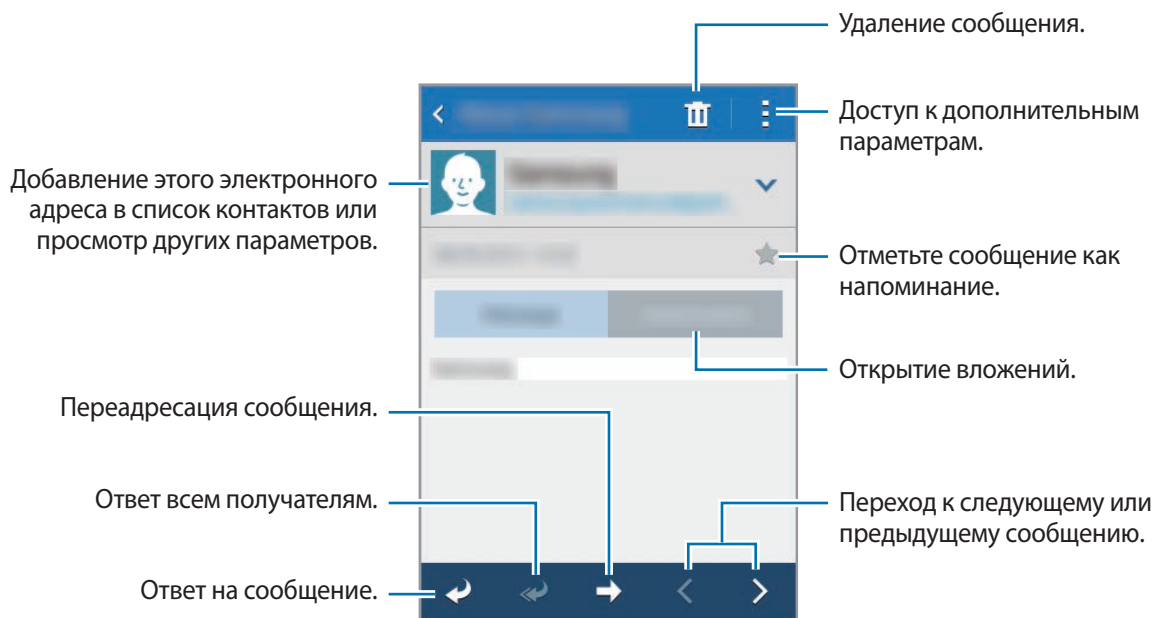 Удаление сообщения.
Доступ к дополнительным
параметрам.
Добавление этого электронного
адреса в список контактов или
просмотр других параметров.
Отметьте сообщение как
напоминание.
Открытие вложений.
Переадресация сообщения.
Ответ всем получателям.
Переход к следующему или
предыдущему сообщению.
Ответ на сообщение.